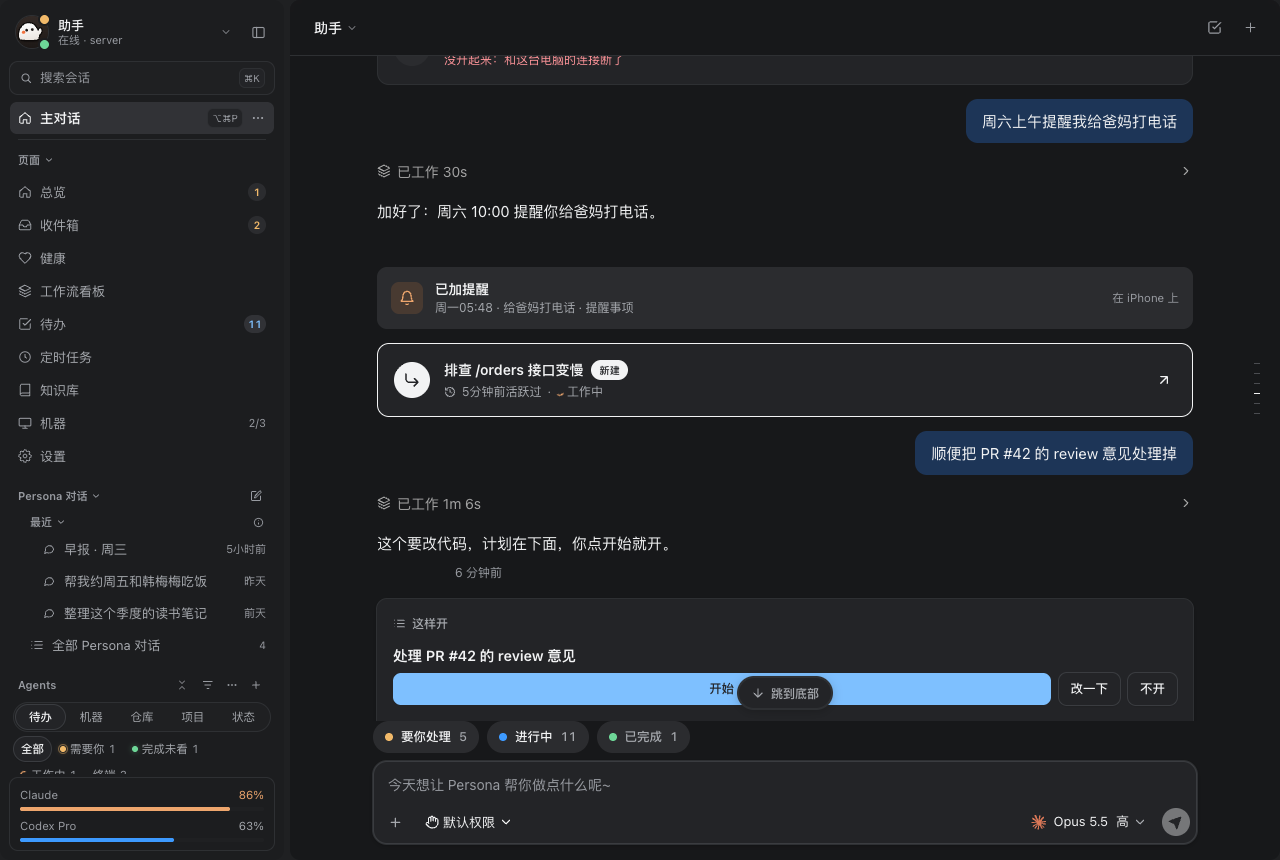 助手
在线 · server
搜索会话
⌘K
主对话
⌥⌘P
页面
总览
1
收件箱
2
健康
工作流看板
待办
11
定时任务
知识库
机器
2/3
设置
Persona 对话
最近
早报 · 周三
5小时前
帮我约周五和韩梅梅吃饭
昨天
整理这个季度的读书笔记
前天
全部 Persona 对话
4
Agents
待办
机器
仓库
项目
状态
全部
需要你 1
完成未看 1
工作中 1
终端 2
Claude
86%
Codex Pro
63%
助手
没开起来：和这台电脑的连接断了
周六上午提醒我给爸妈打电话
已工作 30s
加好了：周六 10:00 提醒你给爸妈打电话。
已加提醒
周一05:48 · 给爸妈打电话 · 提醒事项
在 iPhone 上
排查 /orders 接口变慢
新建
5分钟前活跃过 · 工作中
顺便把 PR #42 的 review 意见处理掉
已工作 1m 6s
这个要改代码，计划在下面，你点开始就开。
6 分钟前
这样开
处理 PR #42 的 review 意见
开始
跳到底部
改一下
不开
要你处理 5
进行中 11
已完成 1
今天想让 Persona 帮你做点什么呢~
默认权限
Opus 5.5 高